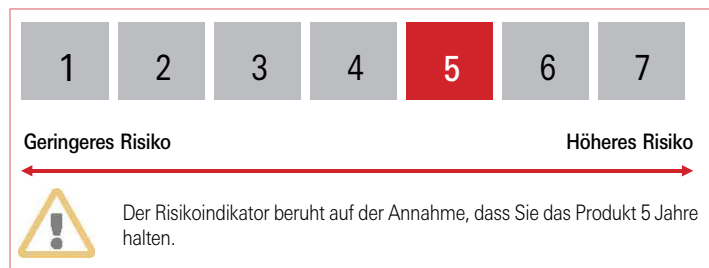 1 2 3 4 5 6 7
Geringeres Risiko Höheres Risiko
Der Risikoindikator beruht auf der Annahme, dass Sie das Produkt 5 Jahre
halten.